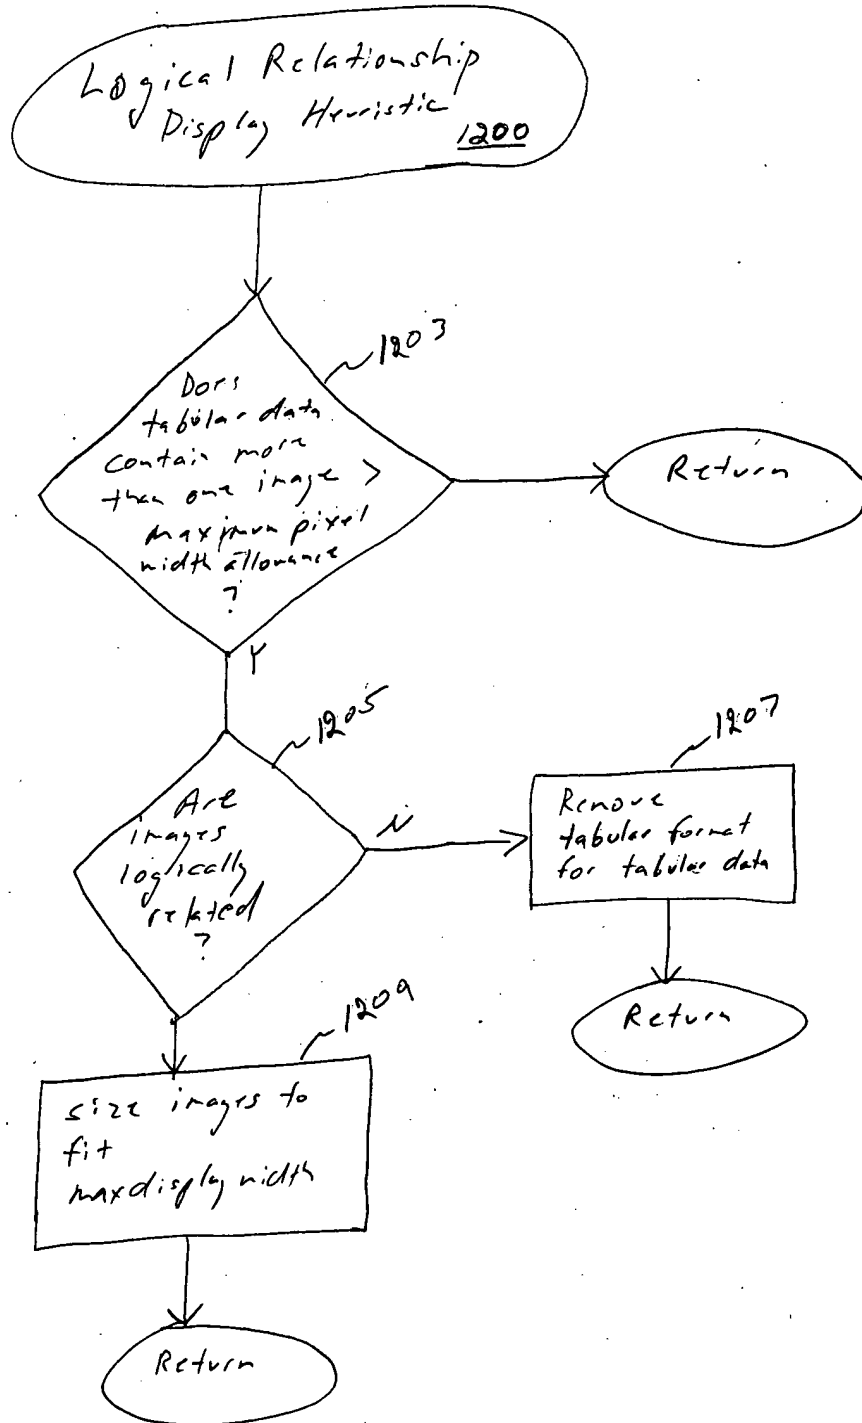 Logical Relationship
Display Heuristic
1200
1203
Does
tabular data
contain more
than one image >
maximum pixel
width allowance
?
Return
Y
1205
Are
images
logically
related
?
N
1207
Remove
tabular format
for tabular data
Return
1209
size images to
fit
max display width
Return